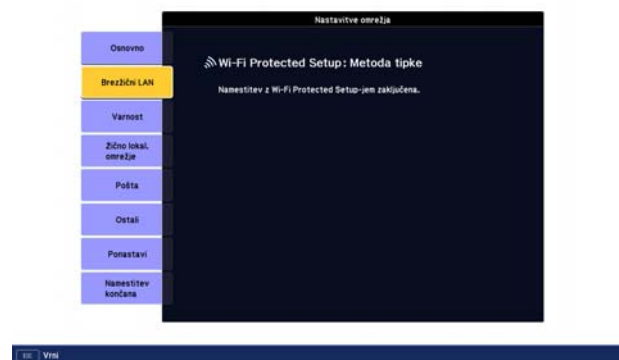 Nastavitve omrežja
Osnovno
Brezžični LAN
Varnost
Žično lokal.
omrežje
Pošta
Ostali
Ponastavi
Namestitev
končana
Wi-Fi Protected Setup: Metoda tipke
Namestitev z Wi-Fi Protected Setup-jem zaključena.
Vrni